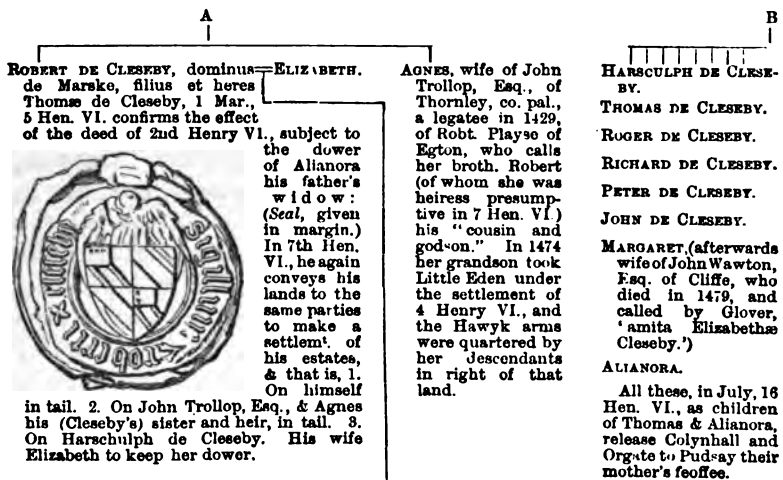 A
B
ROBERT DE CLESEBY, dominus=ELIZABETH.
de Marske, filius et heres
Thomæ de Cleseby, 1 Mar.,
5 Hen. VI. confirms the effect
of the deed of 2nd Henry VI., subject to
the dower
of Alianora
his father's
widow:
(Seal, given
in margin.)
In 7th Hen.
VI., he again
conveys his
lands to the
same parties
to make a
settlemt. of
his estates,
& that is, 1.
On himself
in tail. 2. On John Trollop, Esq., & Agnes
his (Cleseby's) sister and heir, in tail. 3.
On Harschulph de Cleseby. His wife
Elizabeth to keep her dower.
AGNES, wife of John
Trollop, Esq., of
Thornley, co. pal.,
a legatee in 1429,
of Robt. Playse of
Egton, who calls
her broth. Robert
(of whom she was
heiress presump-
tive in 7 Hen. VI.)
his "cousin and
godson." In 1474
her grandson took
Little Eden under
the settlement of
4 Henry VI., and
the Hawyk arms
were quartered by
her descendants
in right of that
land.
HARSCULPH DE CLESE-
BY.
THOMAS DE CLESEBY.
ROGER DE CLESEBY.
RICHARD DE CLESEBY.
PETER DE CLESEBY.
JOHN DE CLESEBY.
MARGARET,(afterwards
wife of John Wawton,
Esq. of Cliffe, who
died in 1479, and
called by Glover,
'amita Elizabethæ
Cleseby.')
ALIANORA.
All these, in July, 16
Hen. VI., as children
of Thomas & Alianora,
release Colynhall and
Orgate to Pudsay their
mother's feoffee.